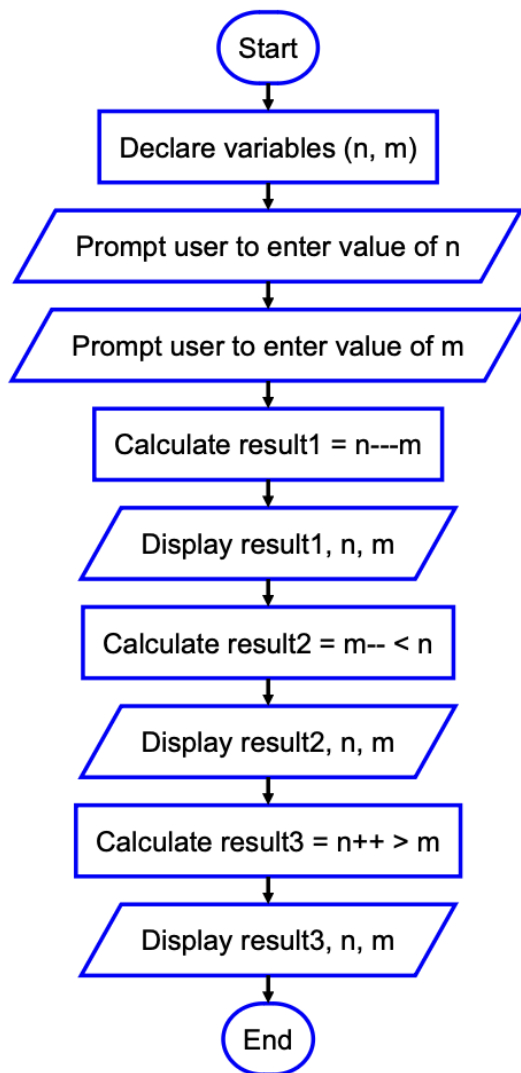 Start
Declare variables (n, m)
Prompt user to enter value of n
Prompt user to enter value of m
Calculate result1 = n---m
Display result1, n, m
Calculate result2 = m-- < n
Display result2, n, m
Calculate result3 = n++ > m
Display result3, n, m
End